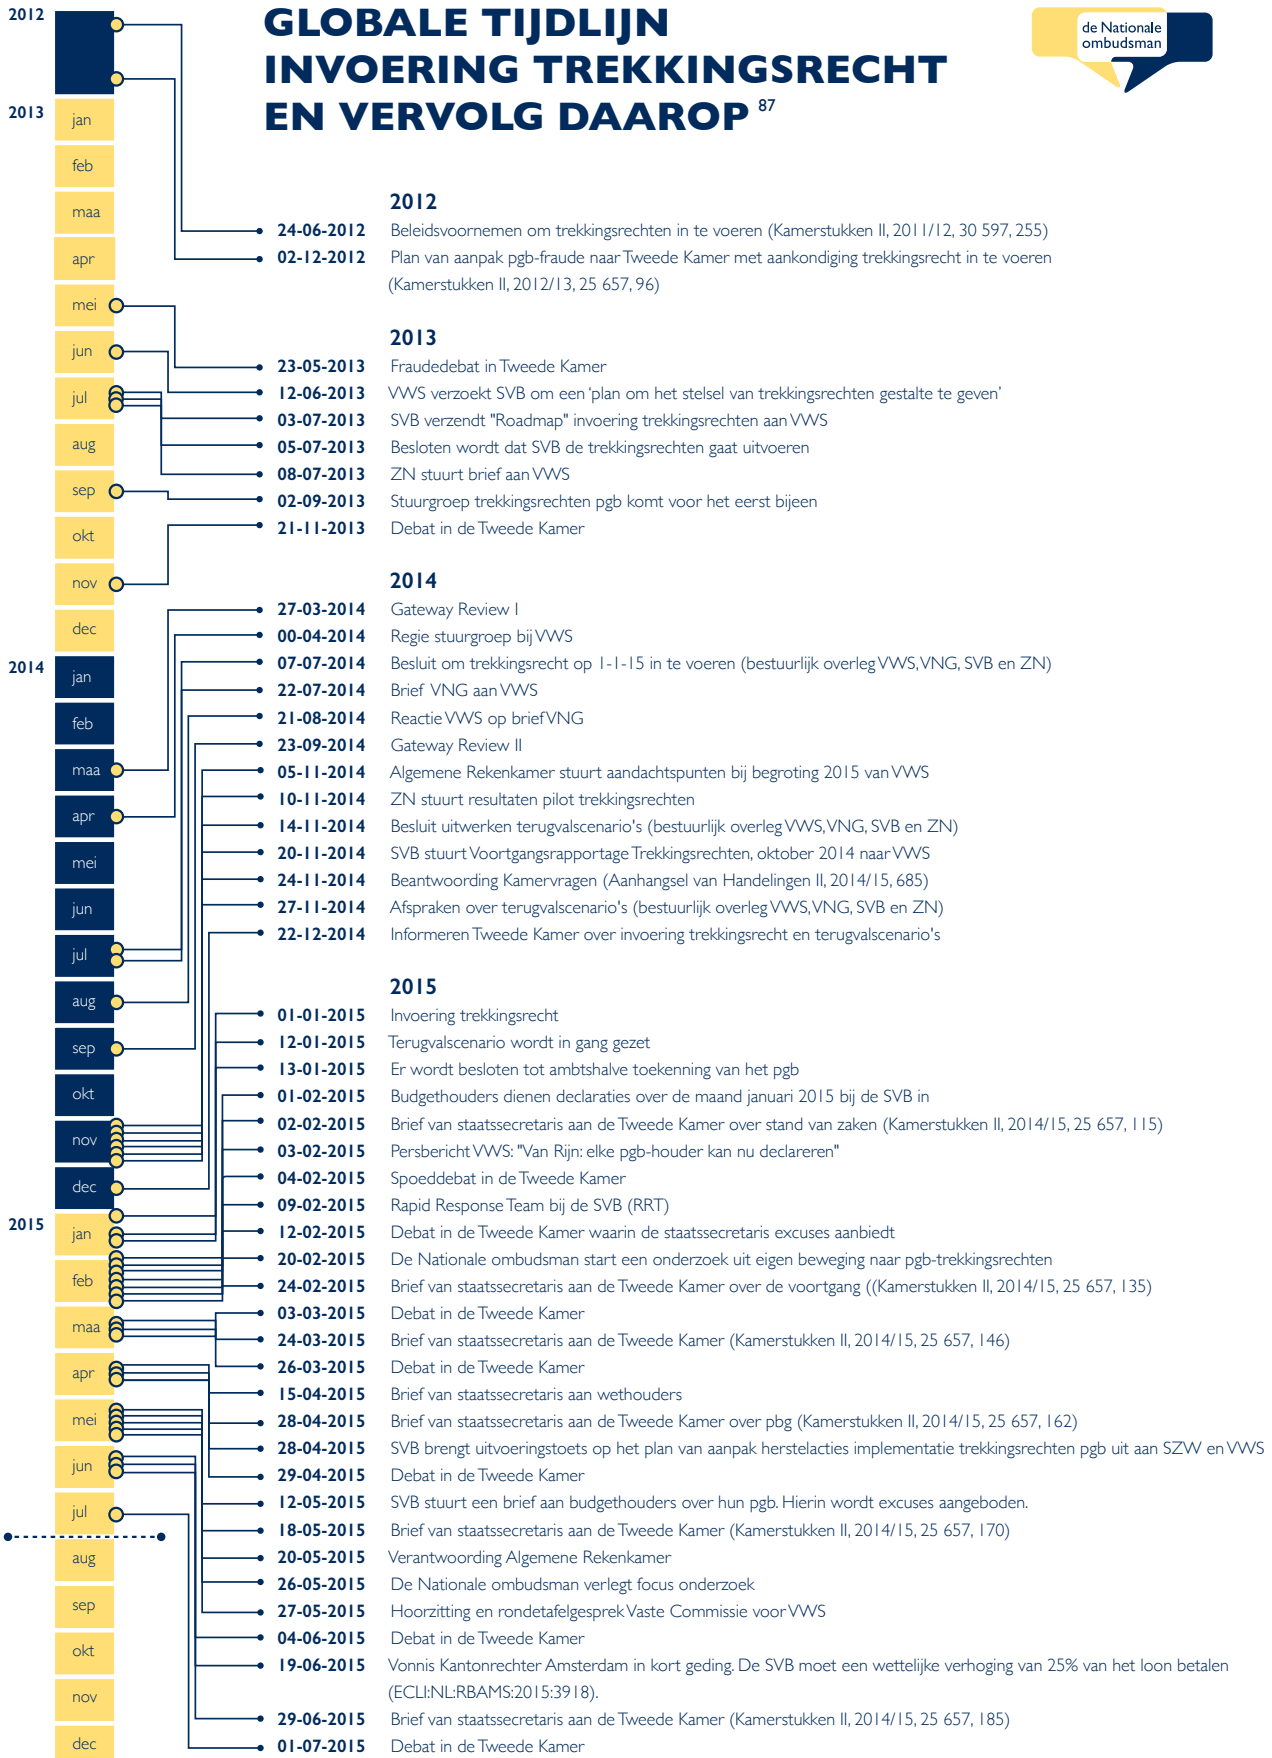 GLOBALE TIJDLIJN
INVOERING TREKKINGSRECHT
EN VERVOLG DAAROP 87
de Nationale
ombudsman
2012
2013
jan
feb
maa
apr
mei
jun
jul
aug
sep
okt
nov
dec
2014
jan
feb
maa
apr
mei
jun
jul
aug
sep
okt
nov
dec
2015
jan
feb
maa
apr
mei
jun
jul
aug
sep
okt
nov
dec
2012
24-06-2012 Beleidsvoornemen om trekkingsrechten in te voeren (Kamerstukken II, 2011/12, 30 597, 255)
02-12-2012 Plan van aanpak pgb-fraude naar Tweede Kamer met aankondiging trekkingsrecht in te voeren
(Kamerstukken II, 2012/13, 25 657, 96)
2013
23-05-2013 Fraudedebat in Tweede Kamer
12-06-2013 VWS verzoekt SVB om een ‘plan om het stelsel van trekkingsrechten gestalte te geven’
03-07-2013 SVB verzendt "Roadmap" invoering trekkingsrechten aan VWS
05-07-2013 Besloten wordt dat SVB de trekkingsrechten gaat uitvoeren
08-07-2013 ZN stuurt brief aan VWS
02-09-2013 Stuurgroep trekkingsrechten pgb komt voor het eerst bijeen
21-11-2013 Debat in de Tweede Kamer
2014
27-03-2014 Gateway Review I
00-04-2014 Regie stuurgroep bij VWS
07-07-2014 Besluit om trekkingsrecht op 1-1-15 in te voeren (bestuurlijk overleg VWS, VNG, SVB en ZN)
22-07-2014 Brief VNG aan VWS
21-08-2014 Reactie VWS op brief VNG
23-09-2014 Gateway Review II
05-11-2014 Algemene Rekenkamer stuurt aandachtspunten bij begroting 2015 van VWS
10-11-2014 ZN stuurt resultaten pilot trekkingsrechten
14-11-2014 Besluit uitwerken terugvalscenario's (bestuurlijk overleg VWS, VNG, SVB en ZN)
20-11-2014 SVB stuurt Voortgangsrapportage Trekkingsrechten, oktober 2014 naar VWS
24-11-2014 Beantwoording Kamervragen (Aanhangsel van Handelingen II, 2014/15, 685)
27-11-2014 Afspraken over terugvalscenario's (bestuurlijk overleg VWS, VNG, SVB en ZN)
22-12-2014 Informeren Tweede Kamer over invoering trekkingsrecht en terugvalscenario's
2015
01-01-2015 Invoering trekkingsrecht
12-01-2015 Terugvalscenario wordt in gang gezet
13-01-2015 Er wordt besloten tot ambtshalve toekenning van het pgb
01-02-2015 Budgethouders dienen declaraties over de maand januari 2015 bij de SVB in
02-02-2015 Brief van staatssecretaris aan de Tweede Kamer over stand van zaken (Kamerstukken II, 2014/15, 25 657, 115)
03-02-2015 Persbericht VWS: "Van Rijn: elke pgb-houder kan nu declareren"
04-02-2015 Spoeddebat in de Tweede Kamer
09-02-2015 Rapid Response Team bij de SVB (RRT)
12-02-2015 Debat in de Tweede Kamer waarin de staatssecretaris excuses aanbiedt
20-02-2015 De Nationale ombudsman start een onderzoek uit eigen beweging naar pgb-trekkingsrechten
24-02-2015 Brief van staatssecretaris aan de Tweede Kamer over de voortgang ((Kamerstukken II, 2014/15, 25 657, 135)
03-03-2015 Debat in de Tweede Kamer
24-03-2015 Brief van staatssecretaris aan de Tweede Kamer (Kamerstukken II, 2014/15, 25 657, 146)
26-03-2015 Debat in de Tweede Kamer
15-04-2015 Brief van staatssecretaris aan wethouders
28-04-2015 Brief van staatssecretaris aan de Tweede Kamer over pbg (Kamerstukken II, 2014/15, 25 657, 162)
28-04-2015 SVB brengt uitvoeringstoets op het plan van aanpak herstelacties implementatie trekkingsrechten pgb uit aan SZW en VWS
29-04-2015 Debat in de Tweede Kamer
12-05-2015 SVB stuurt een brief aan budgethouders over hun pgb. Hierin wordt excuses aangeboden.
18-05-2015 Brief van staatssecretaris aan de Tweede Kamer (Kamerstukken II, 2014/15, 25 657, 170)
20-05-2015 Verantwoording Algemene Rekenkamer
26-05-2015 De Nationale ombudsman verlegt focus onderzoek
27-05-2015 Hoorzitting en rondetafelgesprek Vaste Commissie voor VWS
04-06-2015 Debat in de Tweede Kamer
19-06-2015 Vonnis Kantonrechter Amsterdam in kort geding. De SVB moet een wettelijke verhoging van 25% van het loon betalen
(ECLI:NL:RBAMS:2015:3918).
29-06-2015 Brief van staatssecretaris aan de Tweede Kamer (Kamerstukken II, 2014/15, 25 657, 185)
01-07-2015 Debat in de Tweede Kamer